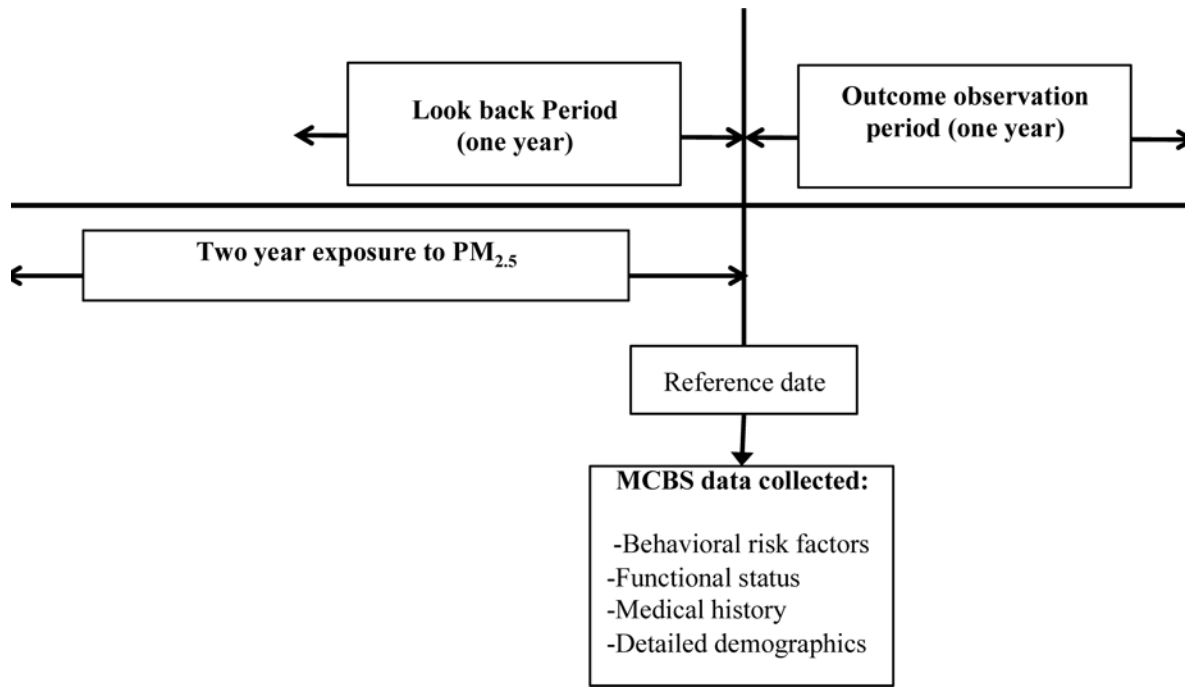 Look back Period
(one year)
Outcome observation
period (one year)
Two year exposure to PM2.5
Reference date
MCBS data collected:
-Behavioral risk factors
-Functional status
-Medical history
-Detailed demographics